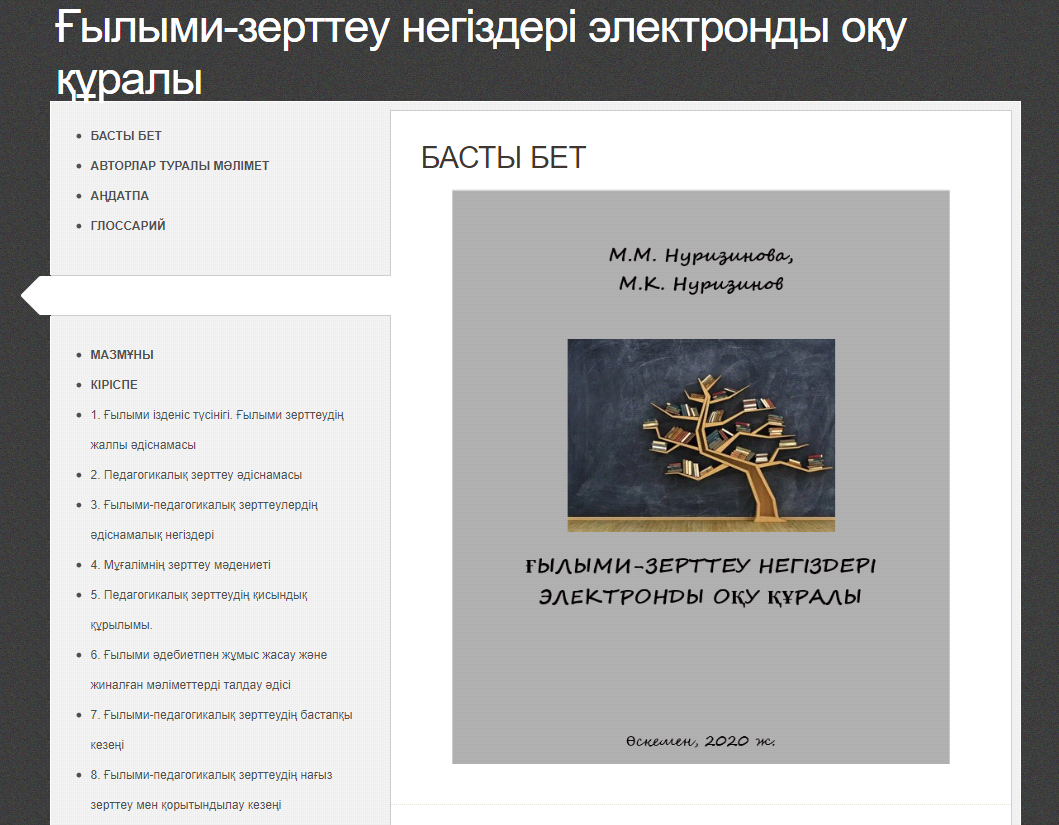 Ғылыми-зерттеу негіздері электронды оқу
құралы
БАСТЫ БЕТ
АВТОРЛАР ТУРАЛЫ МӘЛІМЕТ
АҢДАТПА
ГЛОССАРИЙ
МАЗМҰНЫ
КІРІСПЕ
1. Ғылыми ізденіс түсінігі. Ғылыми зерттеудің
жалпы әдіснамасы
2. Педагогикалық зерттеу әдіснамасы
3. Ғылыми-педагогикалық зерттеулердің
әдіснамалық негіздері
4. Мұғалімнің зерттеу мәдениеті
5. Педагогикалық зерттеудің қисындық
құрылымы.
6. Ғылыми әдебиетпен жұмыс жасау және
жиналған мәліметтерді талдау әдісі
7. Ғылыми-педагогикалық зерттеудің бастапқы
кезеңі
8. Ғылыми-педагогикалық зерттеудің нағыз
зерттеу мен қорытындылау кезеңі
БАСТЫ БЕТ
М.М. Нуризинова,
М.К. Нуризинов
ҒЫЛЫМИ-ЗЕРТТЕУ НЕГІЗДЕРІ
ЭЛЕКТРОНДЫ ОҚУ ҚҰРАЛЫ
Өскемен, 2020 ж.